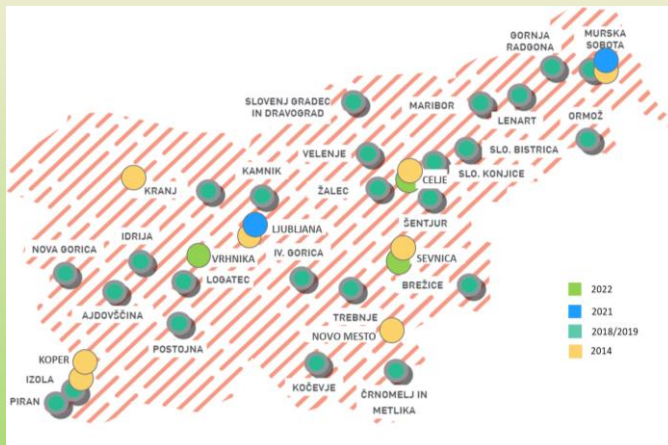 GORNJA
RADGONA
MURSKA
SOBOTA
SLOVENJ GRADEC
IN DRAVOGRAD
MARIBOR
LENART
ORMOŽ
VELENJE
SLO. BISTRICA
KAMNIK
ŽALEC
CELJE
SLO. KONJICE
KRANJ
ŠENTJUR
IDRIJA
LJUBLJANA
NOVA GORICA
VRHNIKA
IV. GORICA
SEVNICA
LOGATEC
BREŽICE
2022
AJDOVŠČINA
TREBNJE
2021
POSTOJNA
NOVO MESTO
2018/2019
KOPER
2014
IZOLA
KOČEVJE
ČRNOMELJ IN
METLIKA
PIRAN